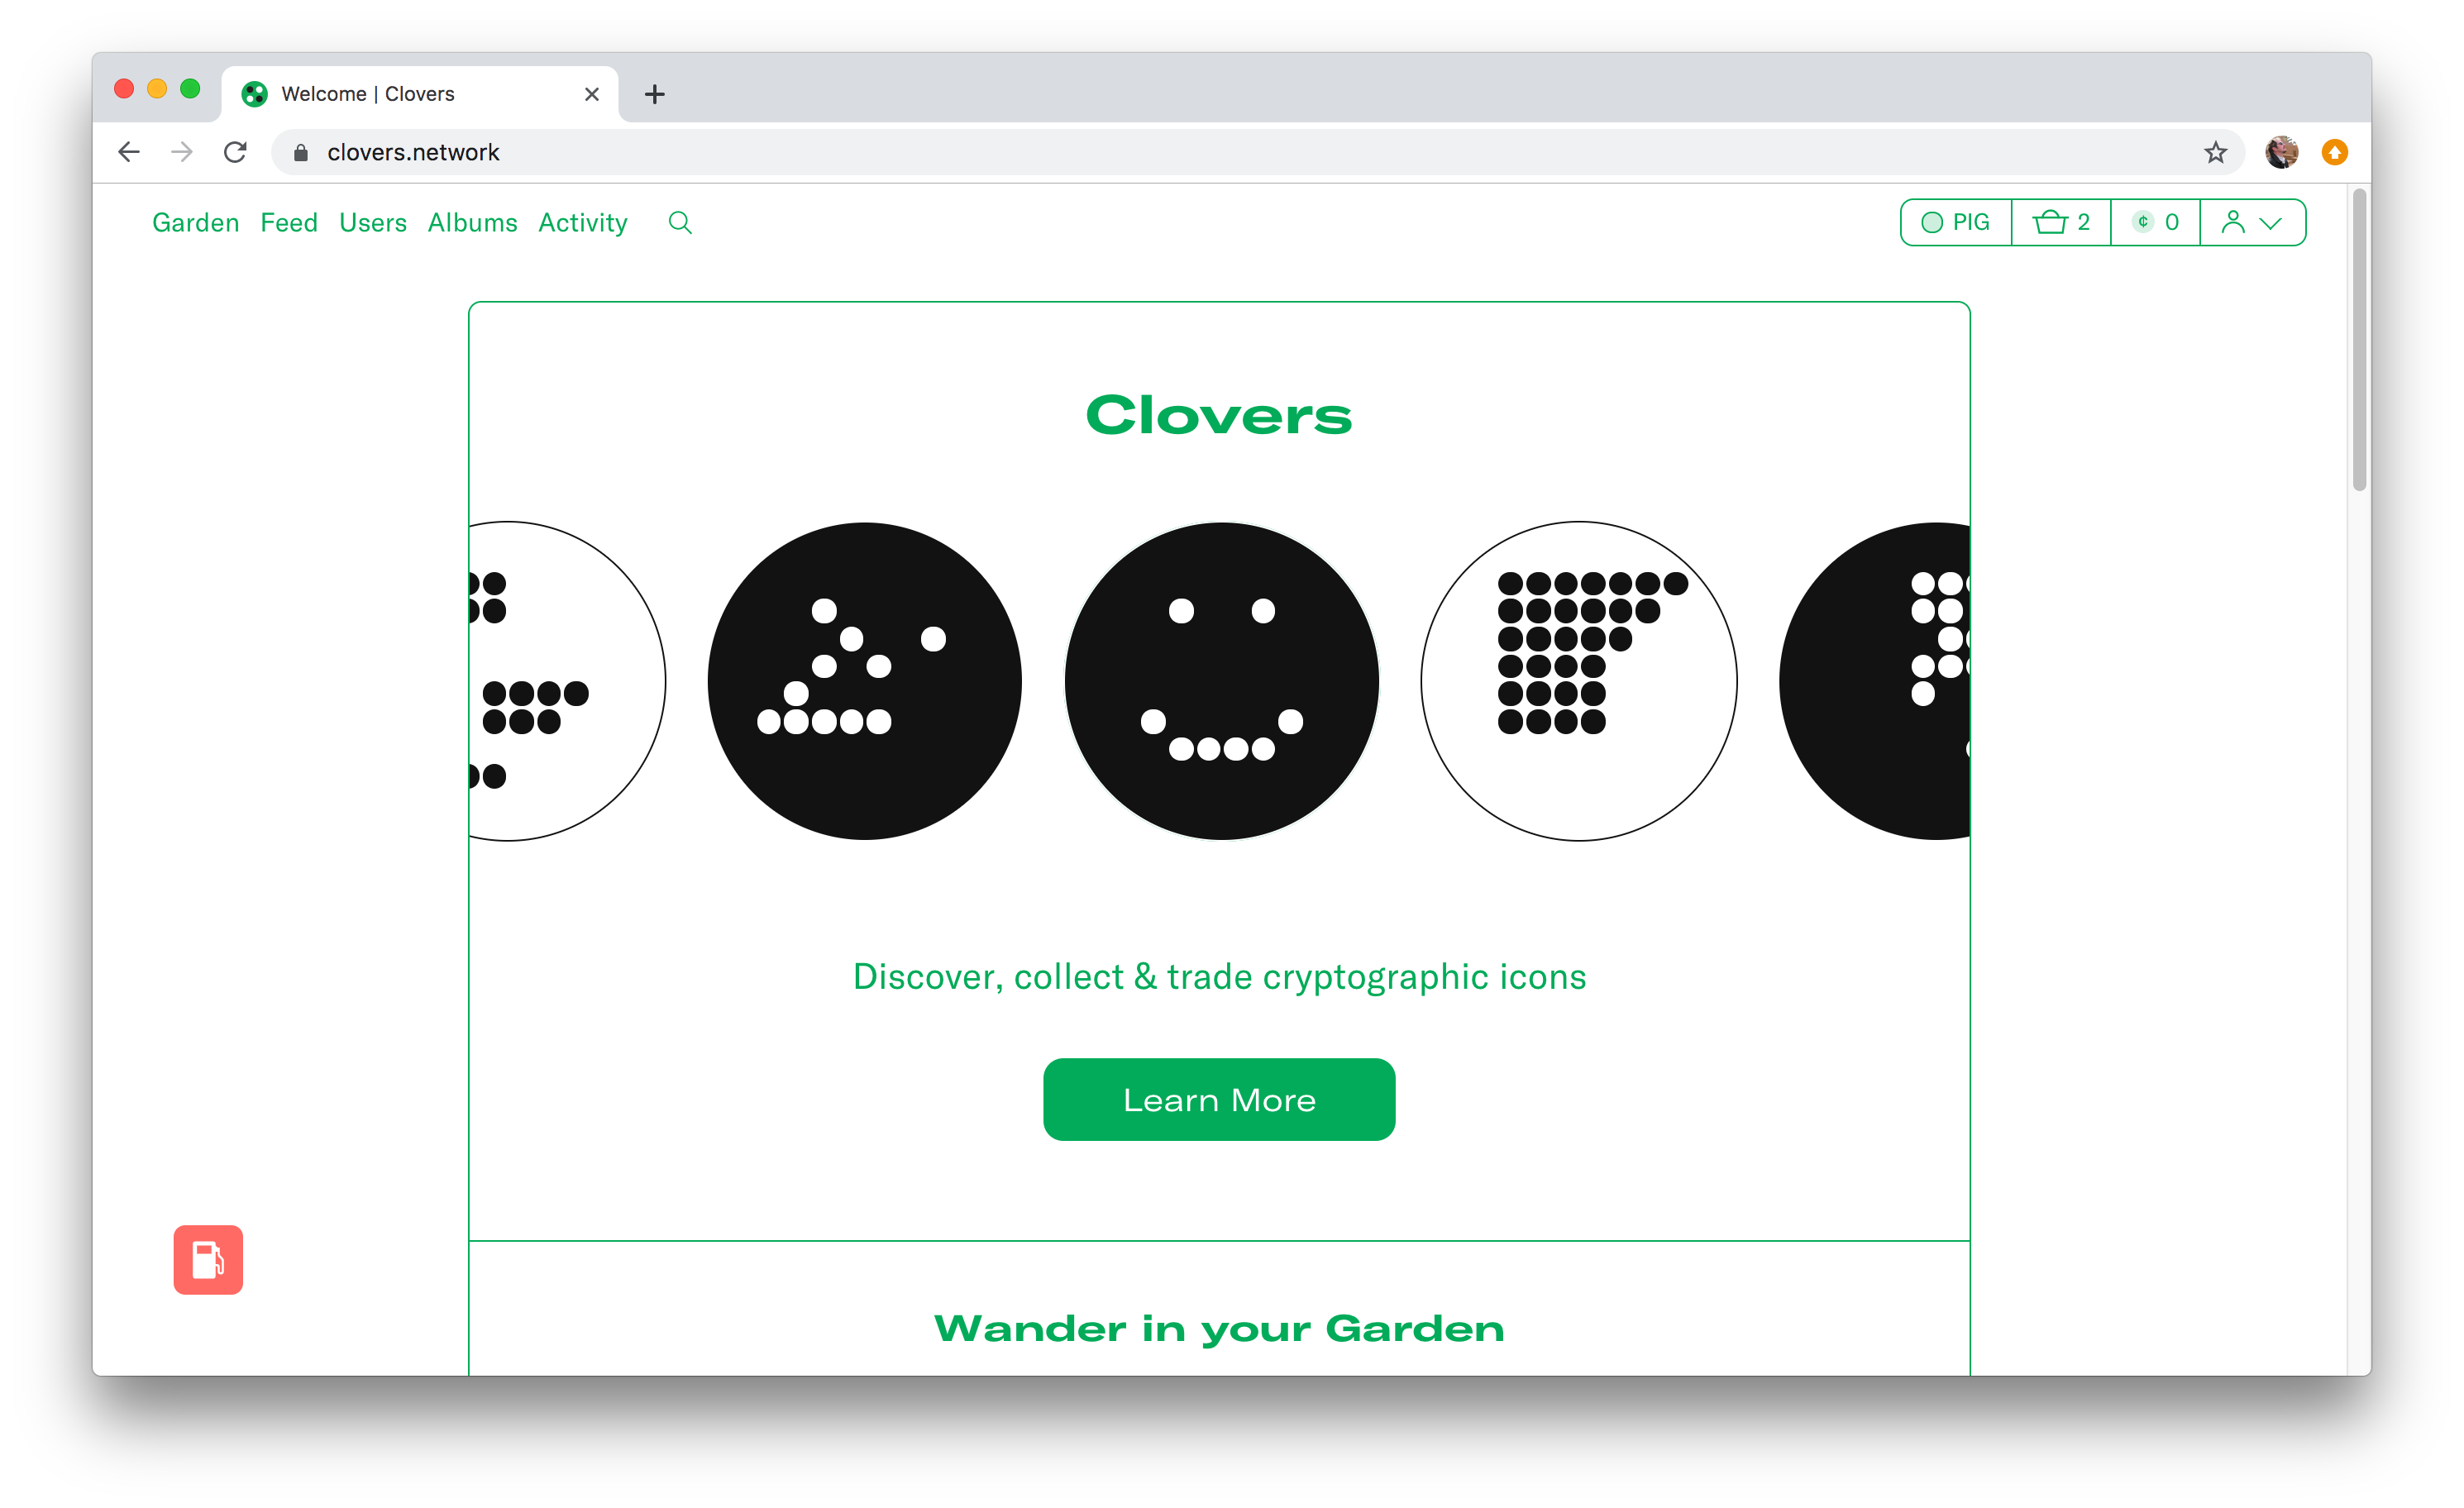 Welcome | Clovers
clovers.network
Garden Feed Users Albums Activity
PIG 2 ¢ 0
Clovers
Discover, collect & trade cryptographic icons
Learn More
Wander in your Garden